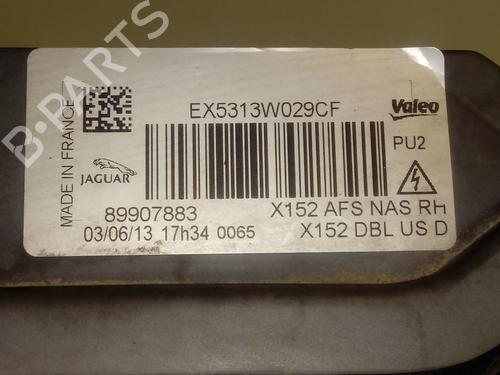 MADE IN FRANCE
EX5313W029CF
Valeo
PU2
JAGUAR
89907883
X152 AFS NAS RH
03/06/13 17h34 0065
X152 DBL US D
B-PARTS